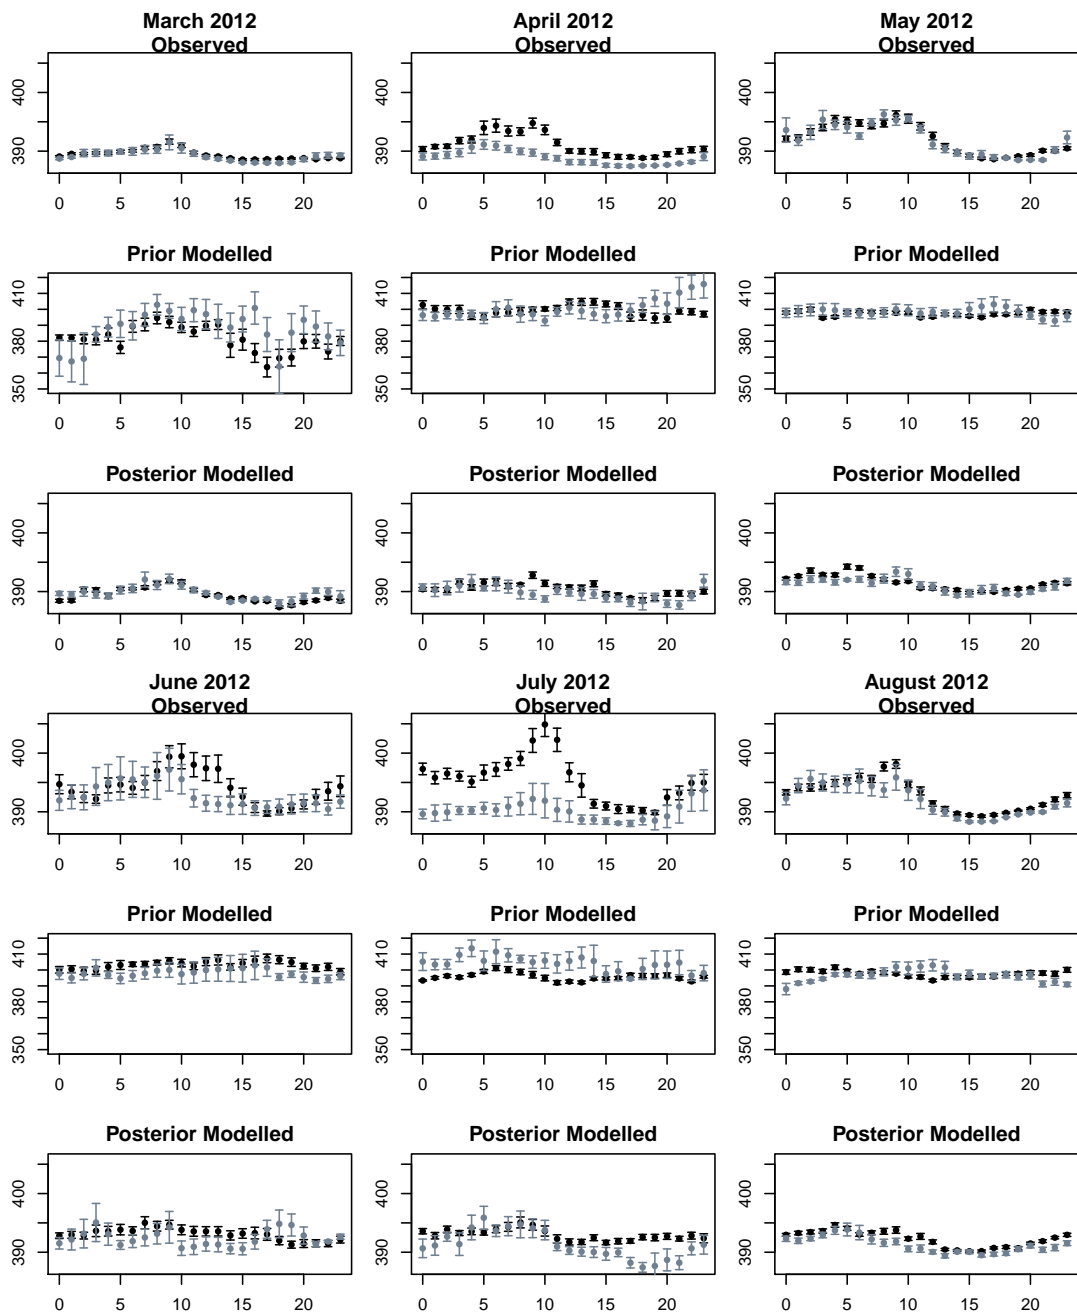 March 2012 April 2012 May 2012
Observed Observed Observed
400 400 400
390 390 390
0 5 10 15 20 0 5 10 15 20 0 5 10 15 20
Prior Modelled Prior Modelled Prior Modelled
410 410 410
380 380 380
350 350 350
0 5 10 15 20 0 5 10 15 20 0 5 10 15 20
Posterior Modelled Posterior Modelled Posterior Modelled
400 400 400
390 390 390
0 5 10 15 20 0 5 10 15 20 0 5 10 15 20
June 2012 July 2012 August 2012
Observed Observed Observed
400 400 400
390 390 390
0 5 10 15 20 0 5 10 15 20 0 5 10 15 20
Prior Modelled Prior Modelled Prior Modelled
410 410 410
380 380 380
350 350 350
0 5 10 15 20 0 5 10 15 20 0 5 10 15 20
Posterior Modelled Posterior Modelled Posterior Modelled
400 400 400
390 390 390
0 5 10 15 20 0 5 10 15 20 0 5 10 15 20